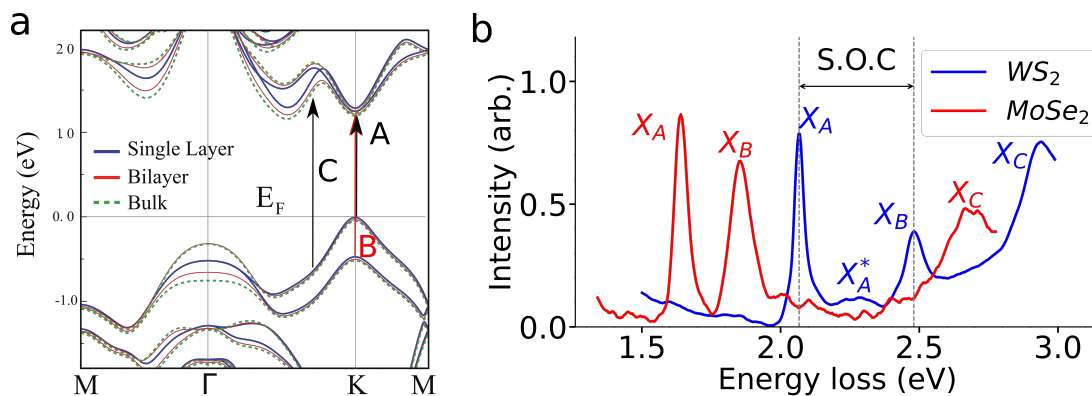 a
Energy (eV)
2 0
1 0
0. 0
-1.0
Single Layer
Bilayer
Bulk
E_F
C
A
B
M
Γ
K
M
b
Intensity (arb.)
1.0
0.5
0.0
S.O.C
WS₂
MoSe₂
X_A
X_B
X_A
X_A^*
X_B
X_C
X_C
1.5
2.0
2.5
3.0
Energy loss (eV)